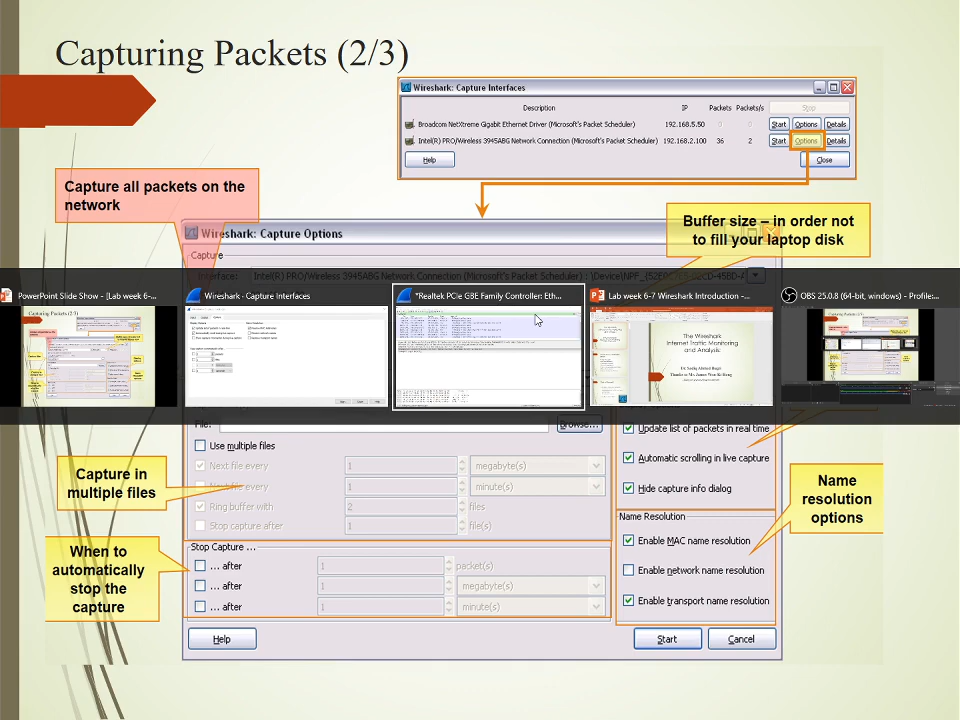 Capturing Packets (2/3)
Wireshark: Capture Interfaces
Description IP Packets Packets/s Stop
Broadcom NetXtreme Gigabit Ethernet Driver (Microsoft's Packet Scheduler) 192.168.5.50 0 0 Start Options Details
Intel(R) PRO/Wireless 3945ABG Network Connection (Microsoft's Packet Scheduler) 192.168.2.100 36 2 Start Options Details
Help Close
Capture all packets on the
network
Buffer size – in order not
to fill your laptop disk
Wireshark: Capture Options
Capture
Interface: Intel(R) PRO/Wireless 3945ABG Network Connection (Microsoft's Packet Scheduler) :
PowerPoint Slide Show - [Lab week 6-...
Wireshark · Capture Interfaces
*Realtek PCIe GBE Family Controller: Eth...
Lab week 6-7 Wireshark Introduction -...
OBS 25.0.8 (64-bit, windows) - Profile:...
Capturing Packets (2/3)
The Wireshark
Internet Traffic Monitoring
and Analysis:
File: Browse...
Use multiple files
Next file every 1 megabyte(s)
Next file every 1 minute(s)
Ring buffer with 2 files
Stop capture after 1 file(s)
Capture in
multiple files
Stop Capture ...
... after 1 packet(s)
... after 1 megabyte(s)
... after 1 minute(s)
When to
automatically
stop the
capture
Update list of packets in real time
Automatic scrolling in live capture
Hide capture info dialog
Name Resolution
Enable MAC name resolution
Enable network name resolution
Enable transport name resolution
Name
resolution
options
Help Start Cancel